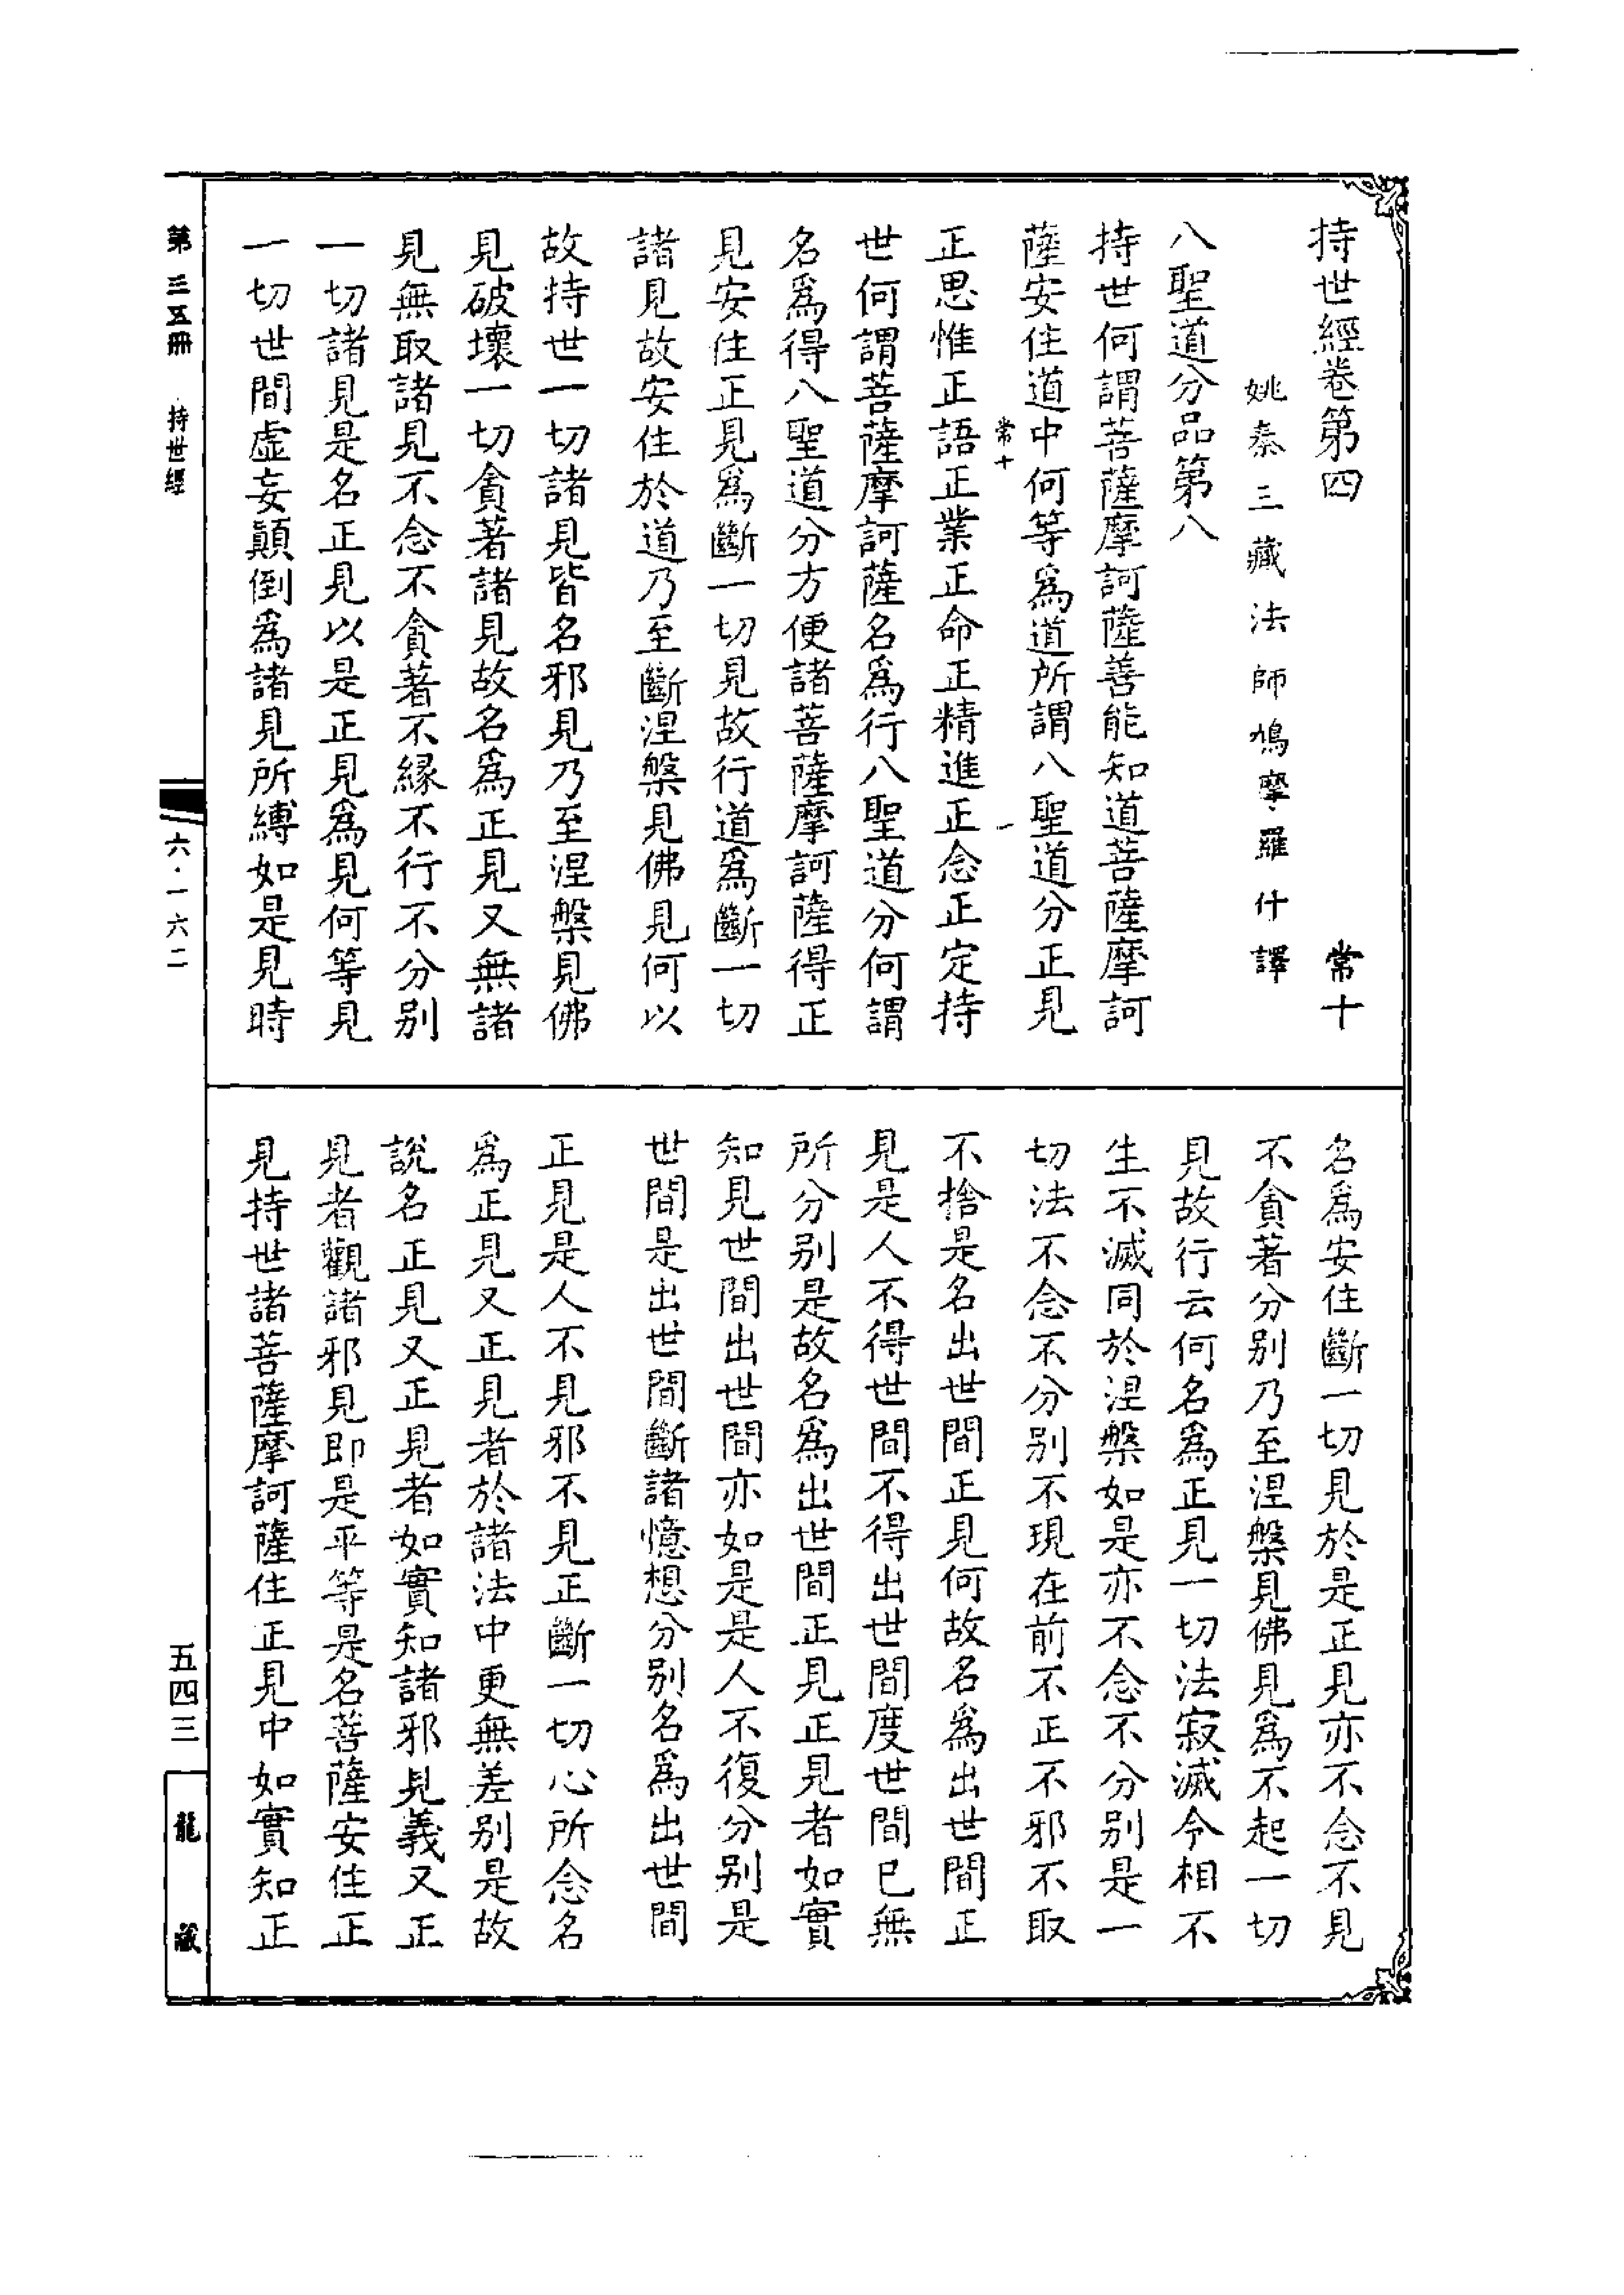 持世經卷第四 常十
姚秦三藏法師鳩摩羅什譯
八聖道分品第八
持世何謂菩薩摩訶薩善能知道菩薩摩訶
薩安住道中何等爲道所謂八聖道分正見
常十 一
正思惟正語正業正命正精進正念正定持
世何謂菩薩摩訶薩名爲行八聖道分何謂
名爲得八聖道分方便諸菩薩摩訶薩得正
見安住正見爲斷一切見故行道爲斷一切
諸見故安住於道乃至斷涅槃見佛見何以
故持世一切諸見皆名邪見乃至涅槃見佛
見破壞一切貪著諸見故名爲正見又無諸
見無取諸見不念不貪著不緣不行不分别
一切諸見是名正見以是正見爲見何等見
一切世間虛妄顛倒爲諸見所縛如是見時
名爲安住斷一切見於是正見亦不念不見
不貪著分别乃至涅槃見佛見爲不起一切
見故行云何名爲正見一切法寂滅今相不
生不滅同於涅槃如是亦不念不分别是一
切法不念不分别不現在前不正不邪不取
不捨是名出世間正見何故名爲出世間正
見是人不得世間不得出世間度世間已無
所分别是故名爲出世間正見正見者如實
知見世間出世間亦如是是人不復分别是
世間是出世間斷諸憶想分别名爲出世間
正見是人不見邪不見正斷一切心所念名
爲正見又正見者於諸法中更無差别是故
說名正見又正見者如實知諸邪見義又正
見者觀諸邪見即是平等是名菩薩安住正
見持世諸菩薩摩訶薩住正見中如實知正
第三五冊 持世經
六·一六二
五四三
龍藏